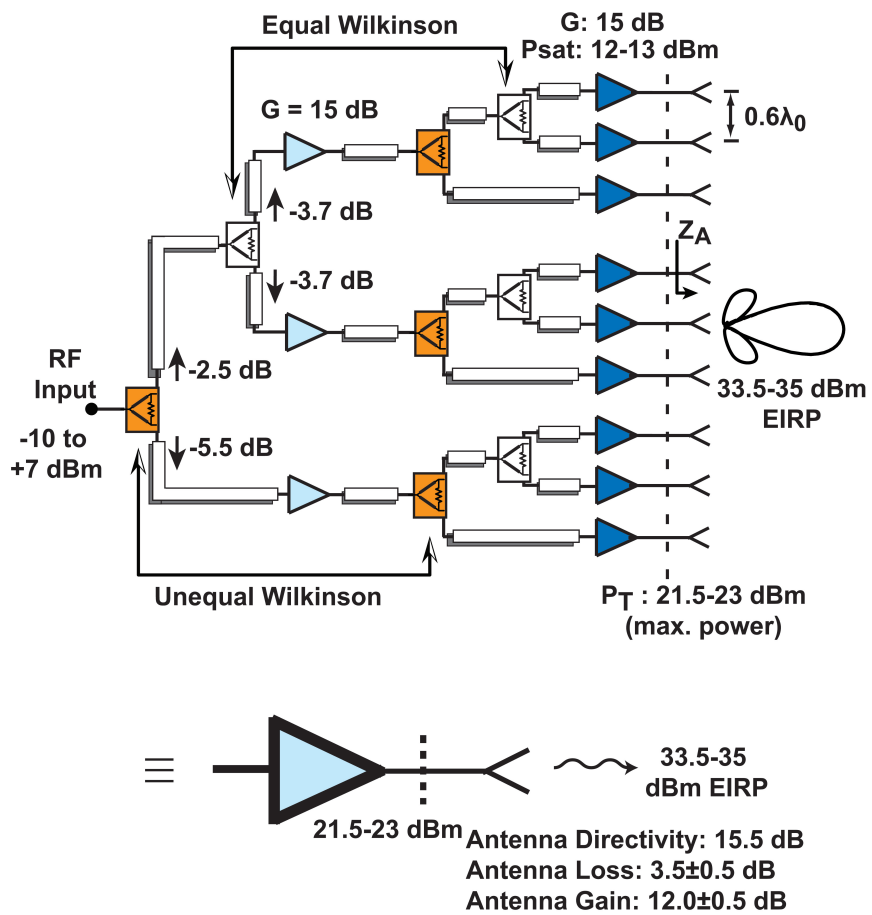 Equal Wilkinson
G: 15 dB
Psat: 12-13 dBm
G = 15 dB
0.6λ0
-3.7 dB
ZA
-3.7 dB
RF
Input
-2.5 dB
33.5-35 dBm
EIRP
-10 to
+7 dBm
-5.5 dB
Unequal Wilkinson
PT : 21.5-23 dBm
(max. power)
33.5-35
dBm EIRP
21.5-23 dBm
Antenna Directivity: 15.5 dB
Antenna Loss: 3.5±0.5 dB
Antenna Gain: 12.0±0.5 dB